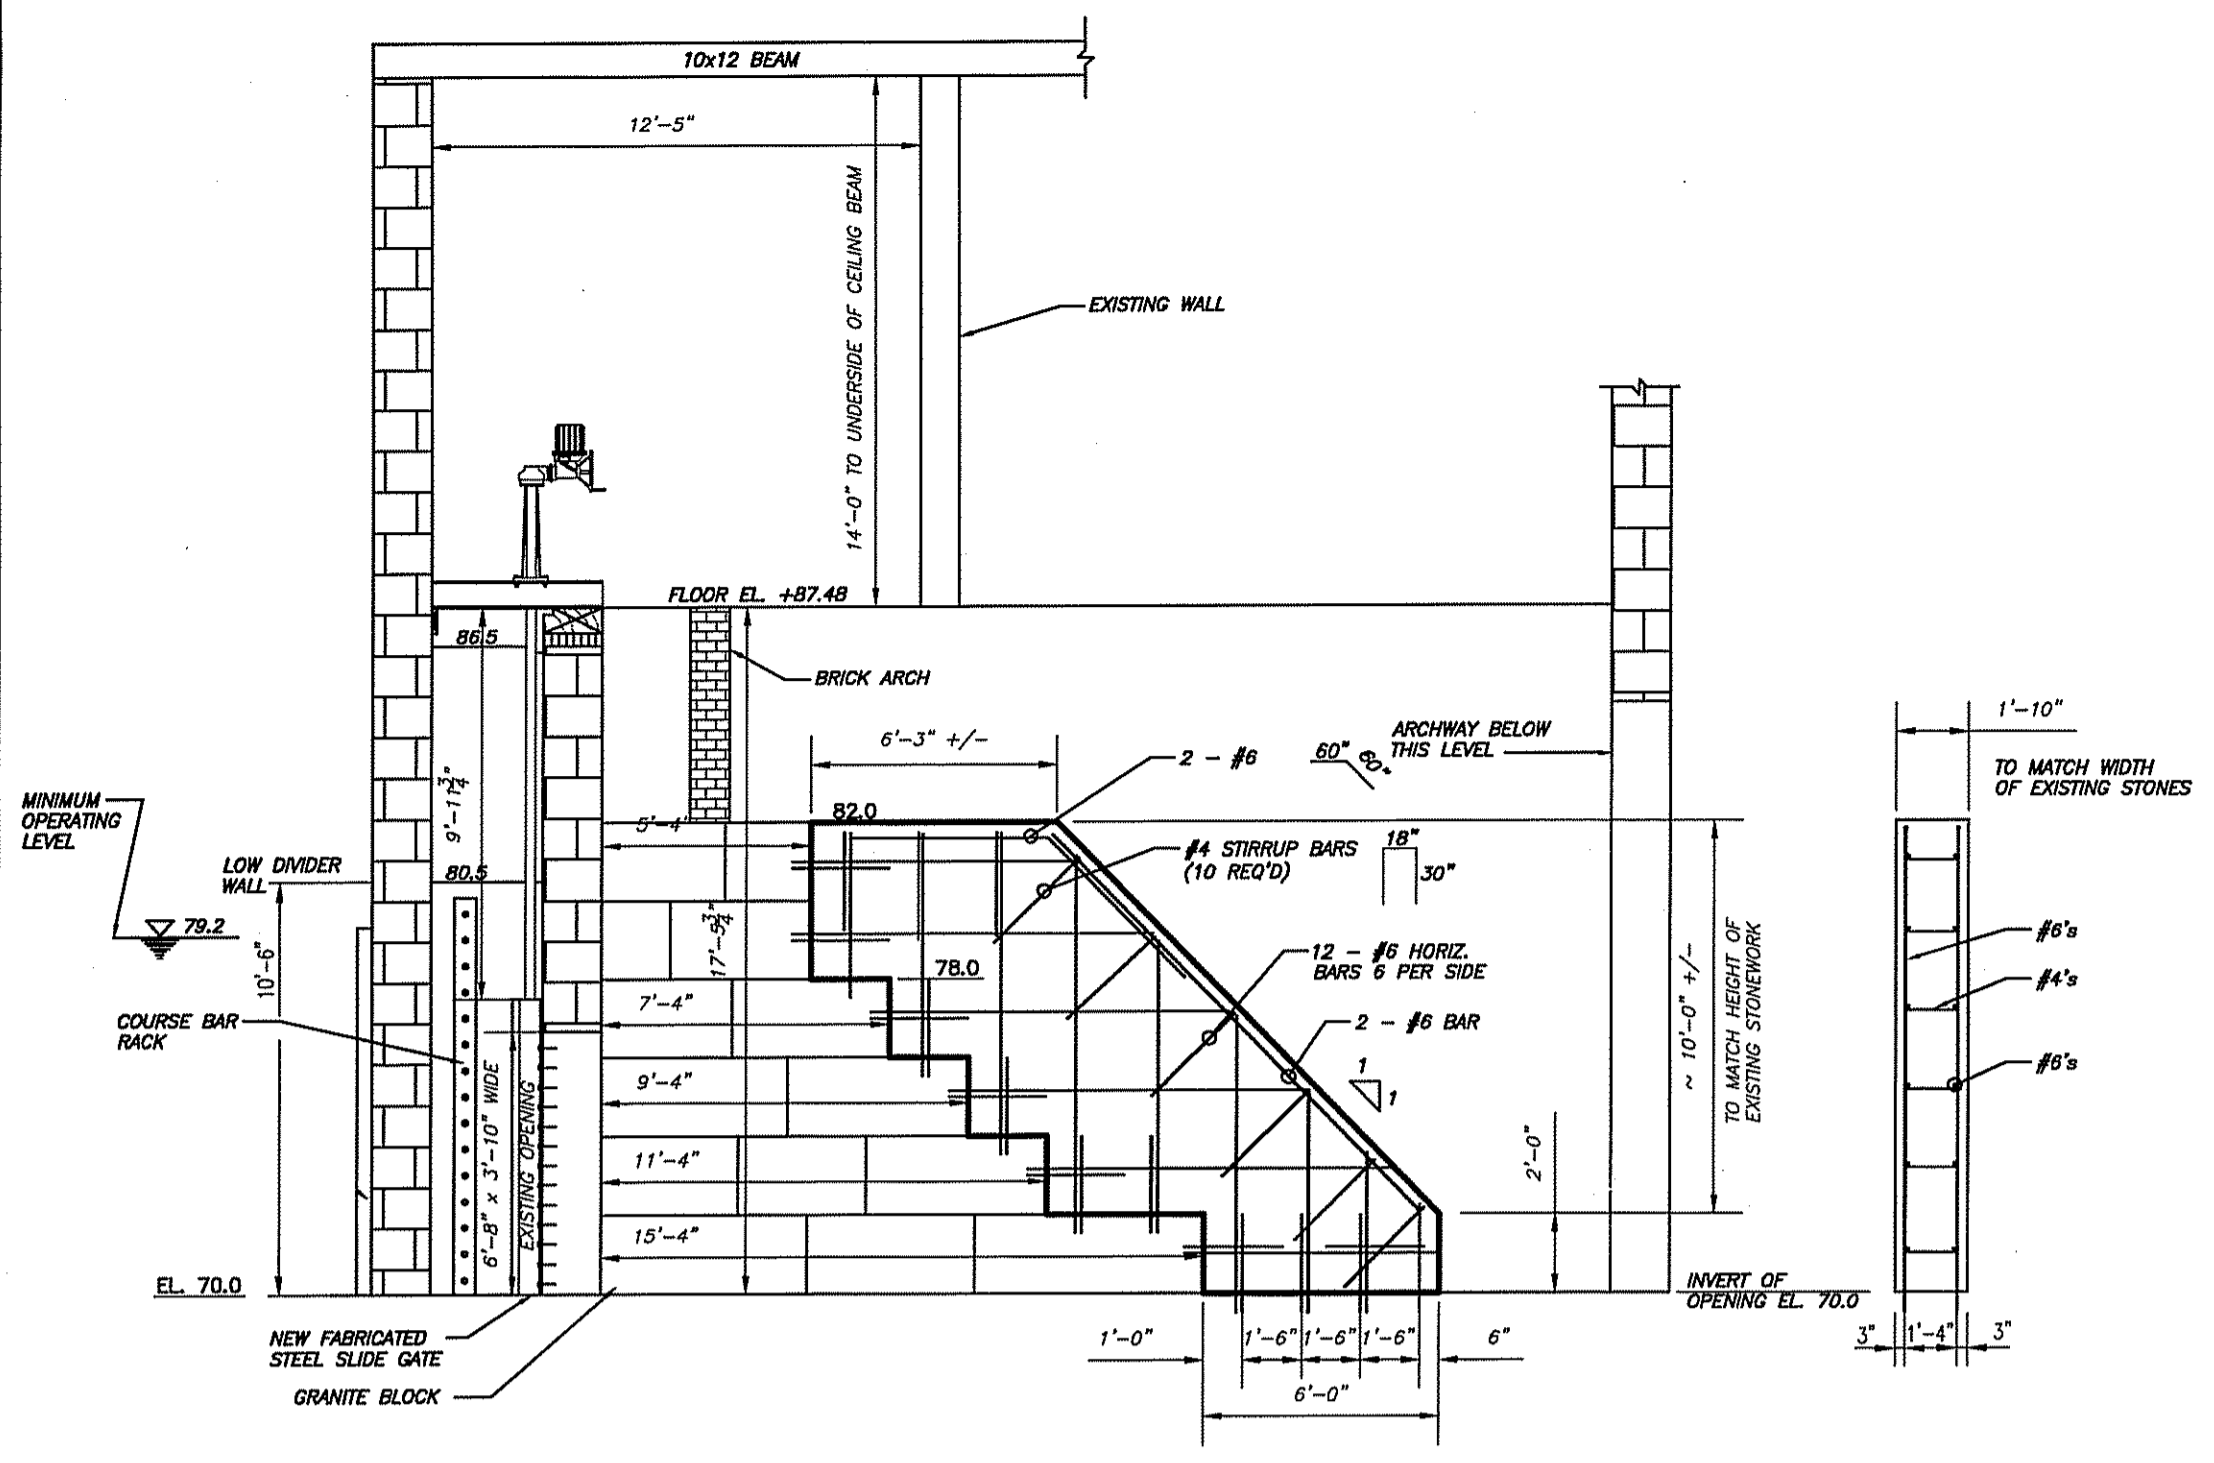 10x12 BEAM
12'-5"
14'-0" TO UNDERSIDE OF CEILING BEAM
EXISTING WALL
FLOOR EL. +87.48
86.5
BRICK ARCH
9'-11 3/4"
6'-3" +/-
2 - #6
60" 60"
ARCHWAY BELOW
THIS LEVEL
1'-10"
TO MATCH WIDTH
OF EXISTING STONES
MINIMUM
OPERATING
LEVEL
82.0
5'-4"
#4 STIRRUP BARS
(10 REQ'D)
18"
30"
LOW DIVIDER
WALL
80.5
79.2
10'-6"
17'-5 3/4"
78.0
12 - #6 HORIZ.
BARS 6 PER SIDE
~ 10'-0" +/-
TO MATCH HEIGHT OF
EXISTING STONEWORK
#6's
#4's
#6's
COURSE BAR
RACK
7'-4"
2 - #6 BAR
1
1
9'-4"
6'-8" x 3'-10" WIDE
EXISTING OPENING
11'-4"
2'-0"
15'-4"
EL. 70.0
INVERT OF
OPENING EL. 70.0
NEW FABRICATED
STEEL SLIDE GATE
GRANITE BLOCK
1'-0"
1'-6"
1'-6"
1'-6"
6"
6'-0"
3"
1'-4"
3"